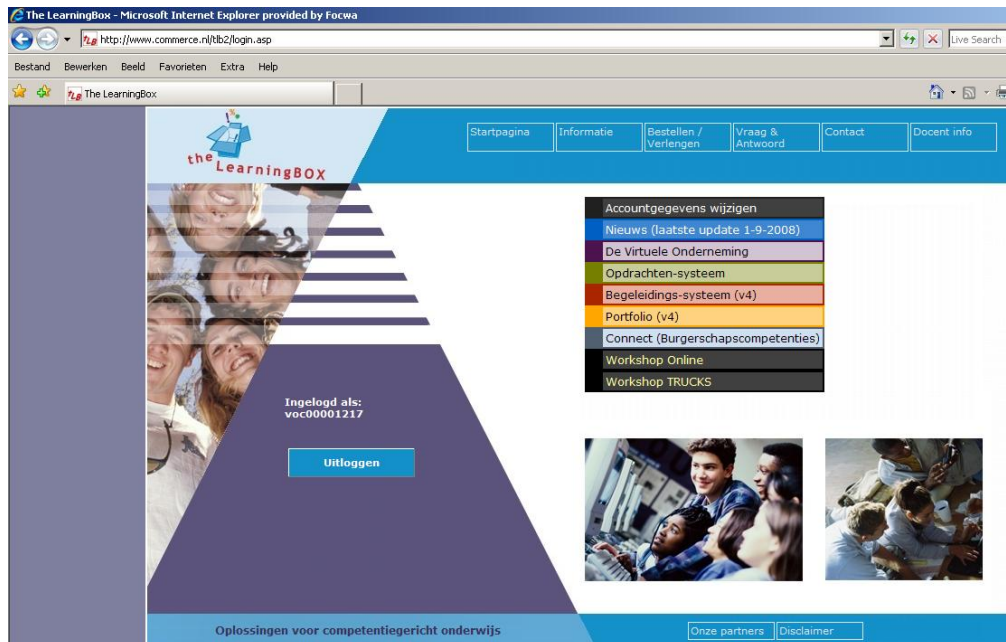 The LearningBox - Microsoft Internet Explorer provided by Focwa
http://www.commerce.nl/tlb2/login.asp
Live Search
Bestand Bewerken Beeld Favorieten Extra Help
The LearningBox
the
LearningBOX
Startpagina
Informatie
Bestellen /
Verlengen
Vraag &
Antwoord
Contact
Docent info
Accountgegevens wijzigen
Nieuws (laatste update 1-9-2008)
De Virtuele Onderneming
Opdrachten-systeem
Begeleidings-systeem (v4)
Portfolio (v4)
Connect (Burgerschapscompetenties)
Workshop Online
Workshop TRUCKS
Ingelogd als:
voc00001217
Uitloggen
Oplossingen voor competentiegericht onderwijs
Onze partners
Disclaimer